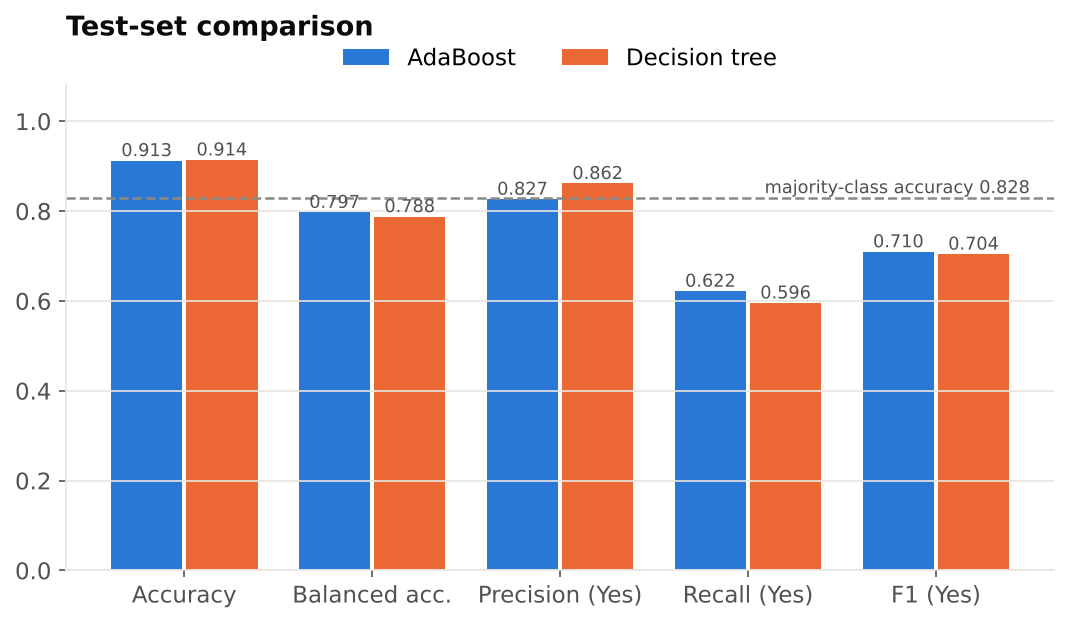 Test-set comparison
AdaBoost
Decision tree
1.0
0.8
0.6
0.4
0.2
0.0
0.913
0.914
0.797
0.788
0.827
0.862
0.622
0.596
0.710
0.704
majority-class accuracy 0.828
Accuracy
Balanced acc.
Precision (Yes)
Recall (Yes)
F1 (Yes)